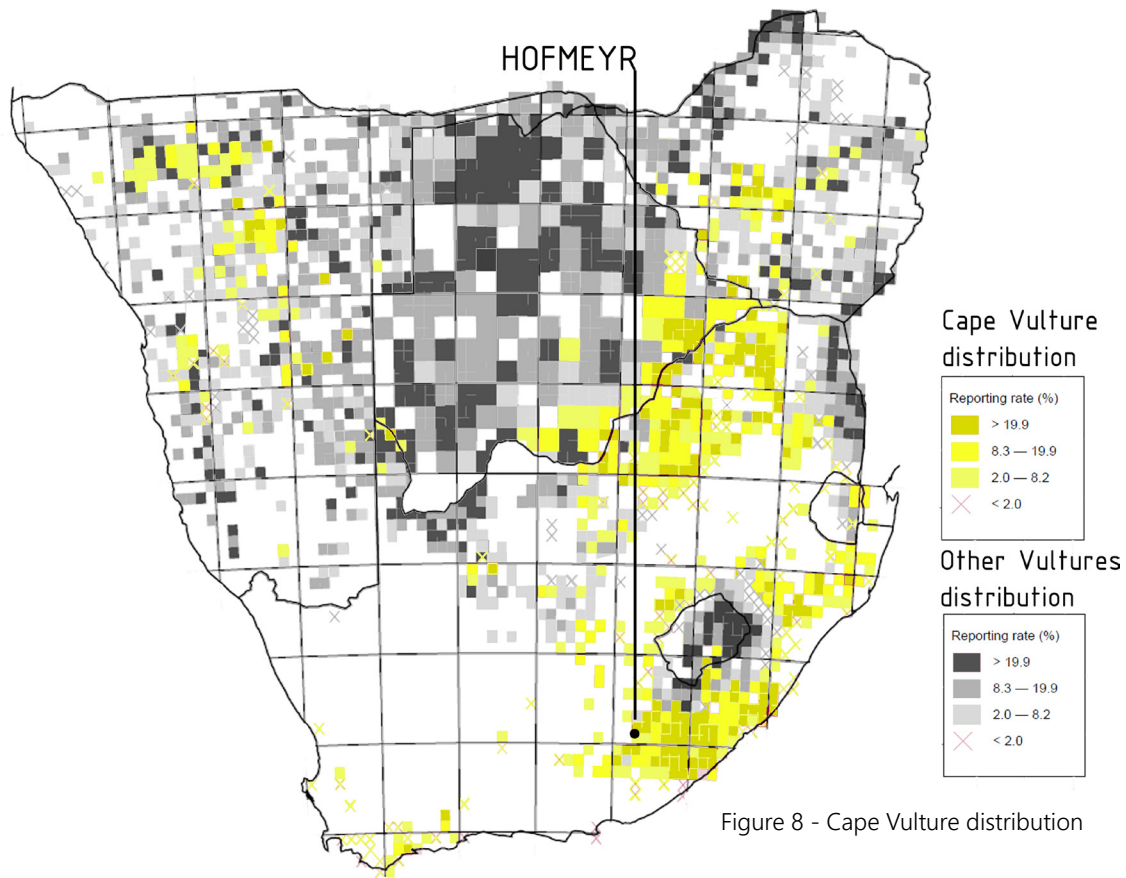 HOFMEYR
Cape Vulture
distribution
Reporting rate (%)
> 19.9
8.3 — 19.9
2.0 — 8.2
< 2.0
Other Vultures
distribution
Reporting rate (%)
> 19.9
8.3 — 19.9
2.0 — 8.2
< 2.0
Figure 8 - Cape Vulture distribution